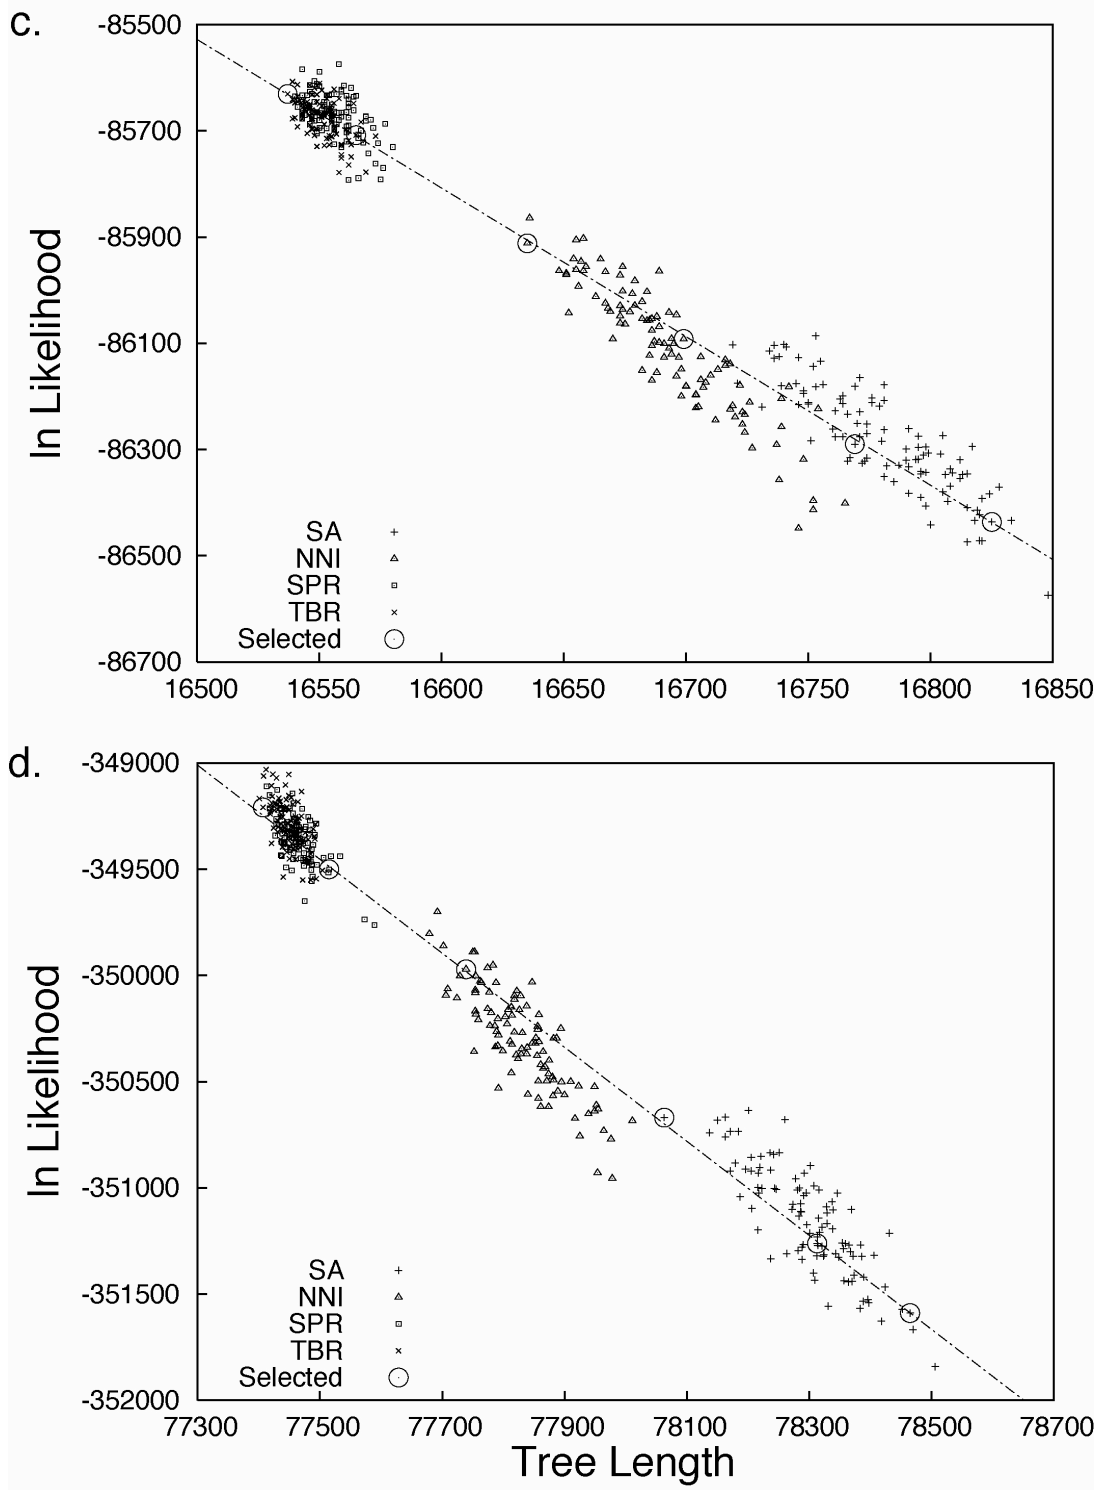 c.
-85500
-85700
-85900
-86100
-86300
-86500
-86700
ln Likelihood
SA
NNI
SPR
TBR
Selected
16500 16550 16600 16650 16700 16750 16800 16850
d.
-349000
-349500
-350000
-350500
-351000
-351500
-352000
ln Likelihood
SA
NNI
SPR
TBR
Selected
77300 77500 77700 77900 78100 78300 78500 78700
Tree Length